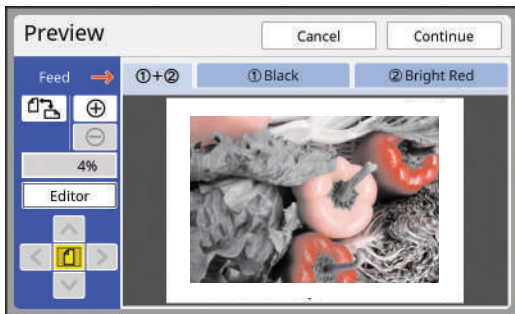 Preview
Cancel
Continue
Feed
①+②
① Black
② Bright Red
4%
Editor